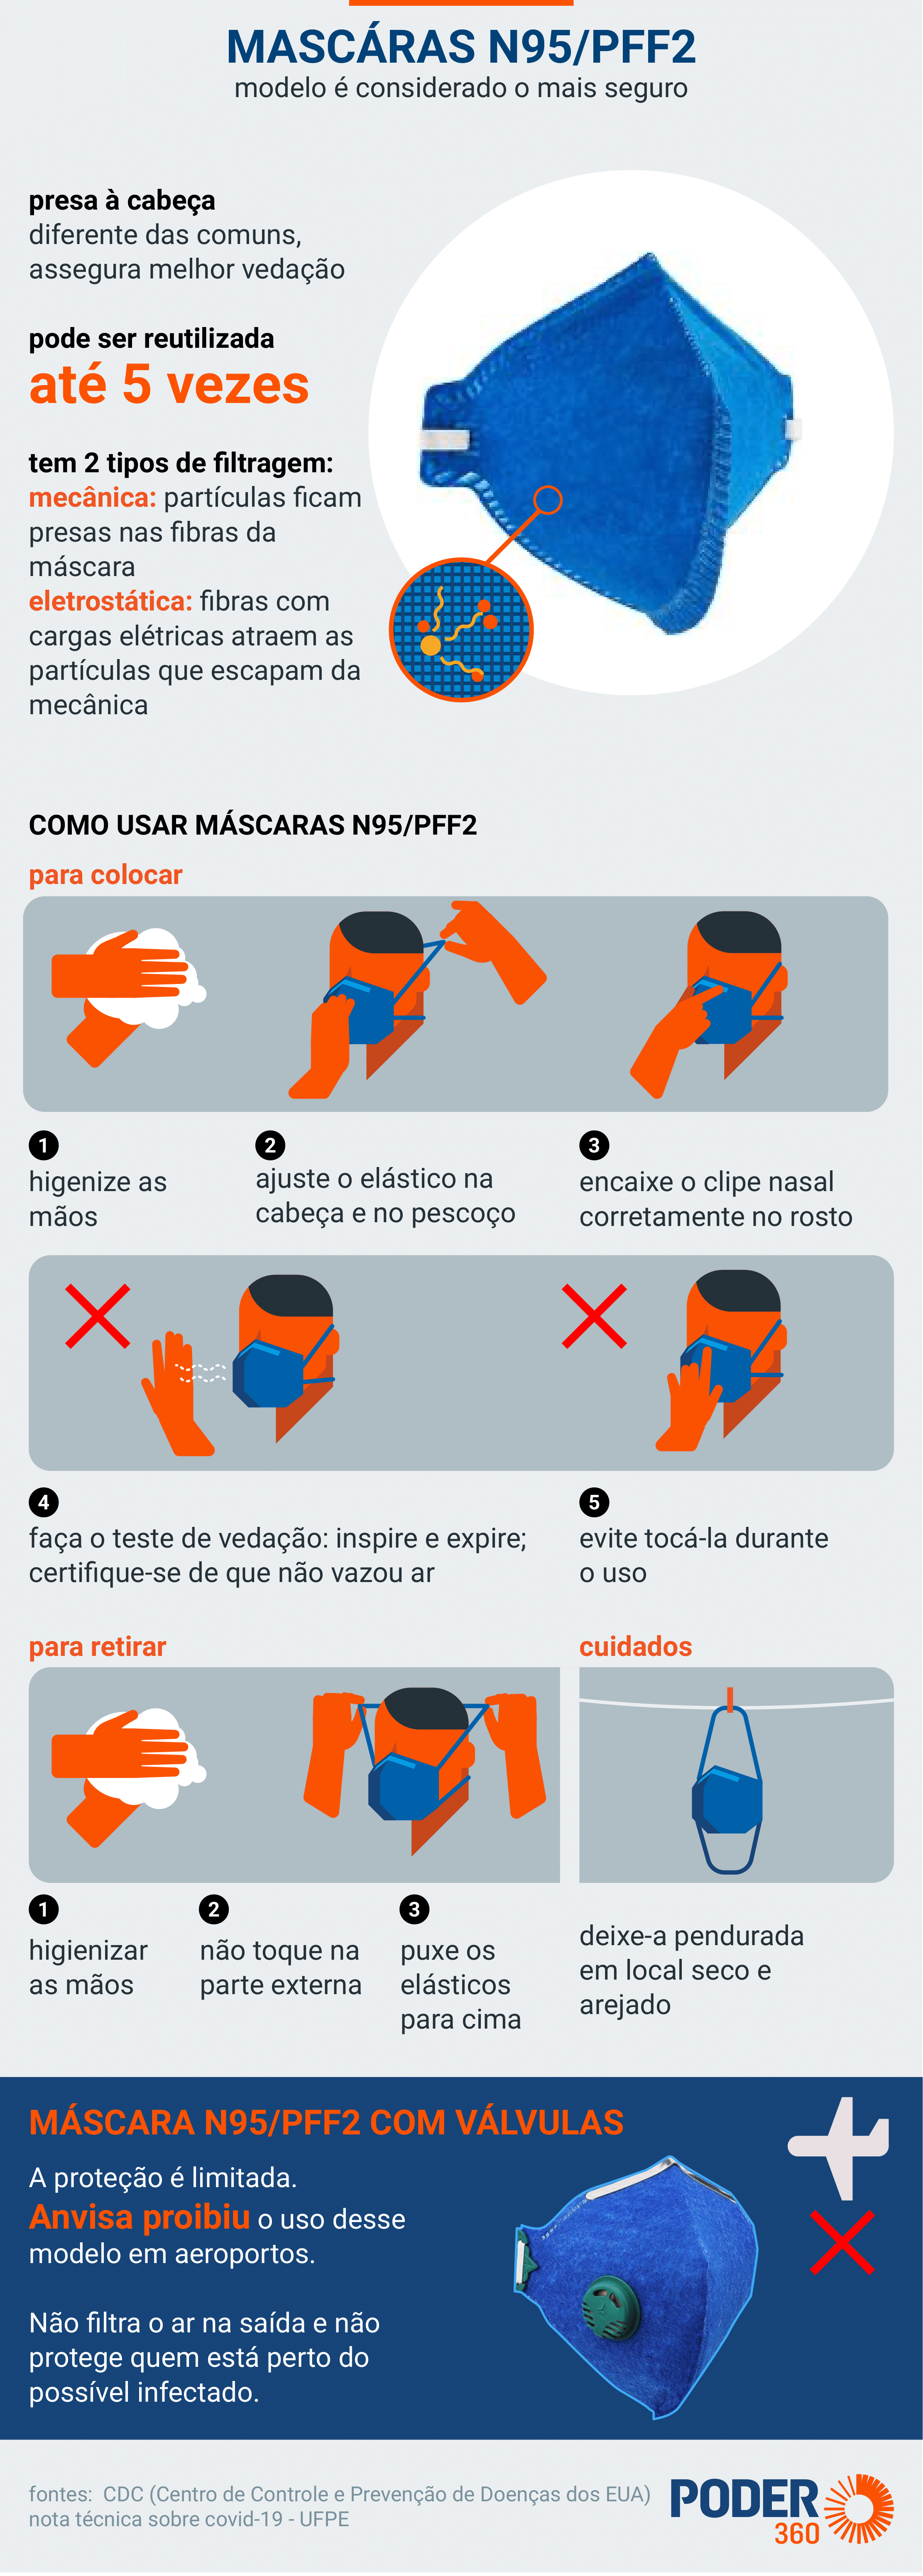 MASCÁRAS N95/PFF2
modelo é considerado o mais seguro
presa à cabeça
diferente das comuns,
assegura melhor vedação
pode ser reutilizada
até 5 vezes
tem 2 tipos de filtragem:
mecânica: partículas ficam
presas nas fibras da
máscara
eletrostática: fibras com
cargas elétricas atraem as
partículas que escapam da
mecânica
COMO USAR MÁSCARAS N95/PFF2
para colocar
1
higenize as
mãos
2
ajuste o elástico na
cabeça e no pescoço
3
encaixe o clipe nasal
corretamente no rosto
4
faça o teste de vedação: inspire e expire;
certifique-se de que não vazou ar
5
evite tocá-la durante
o uso
para retirar
1
higienizar
as mãos
2
não toque na
parte externa
3
puxe os
elásticos
para cima
cuidados
deixe-a pendurada
em local seco e
arejado
MÁSCARA N95/PFF2 COM VÁLVULAS
A proteção é limitada.
Anvisa proibiu o uso desse
modelo em aeroportos.
Não filtra o ar na saída e não
protege quem está perto do
possível infectado.
fontes: CDC (Centro de Controle e Prevenção de Doenças dos EUA)
nota técnica sobre covid-19 - UFPE
PODER
360